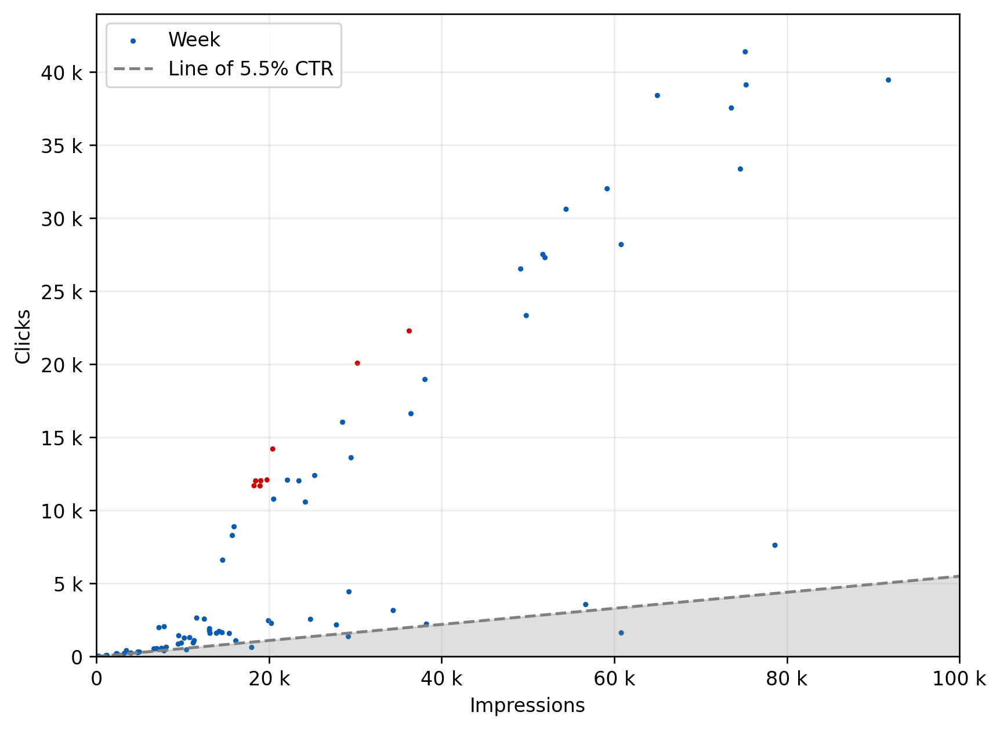 Week
Line of 5.5% CTR
40 k
35 k
30 k
25 k
20 k
15 k
10 k
5 k
0
Clicks
0
20 k
40 k
60 k
80 k
100 k
Impressions